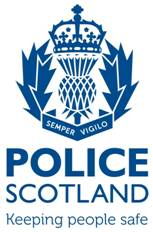 SEMPER VIGILO
POLICE
SCOTLAND
Keeping people safe